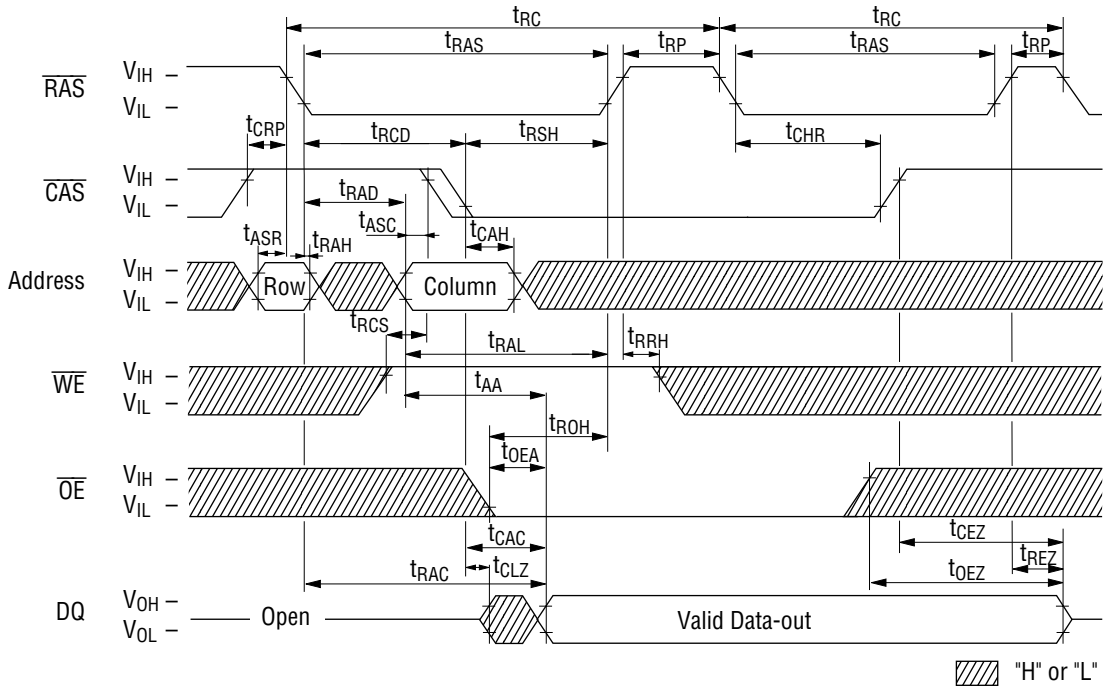 tRC tRC
tRAS tRP tRAS tRP
RAS VIH –
VIL –
tCRP tRCD tRSH tCHR
CAS VIH –
VIL –
tRAD
tASC tCAH
tASR tRAH
Address VIH –
VIL –
Row Column
tRCS tRAL tRRH
WE VIH –
VIL –
tAA
tROH
tOEA
OE VIH –
VIL –
tCAC tCEZ
tRAC tCLZ tOEZ tREZ
DQ VOH –
VOL –
Open Valid Data-out
"H" or "L"